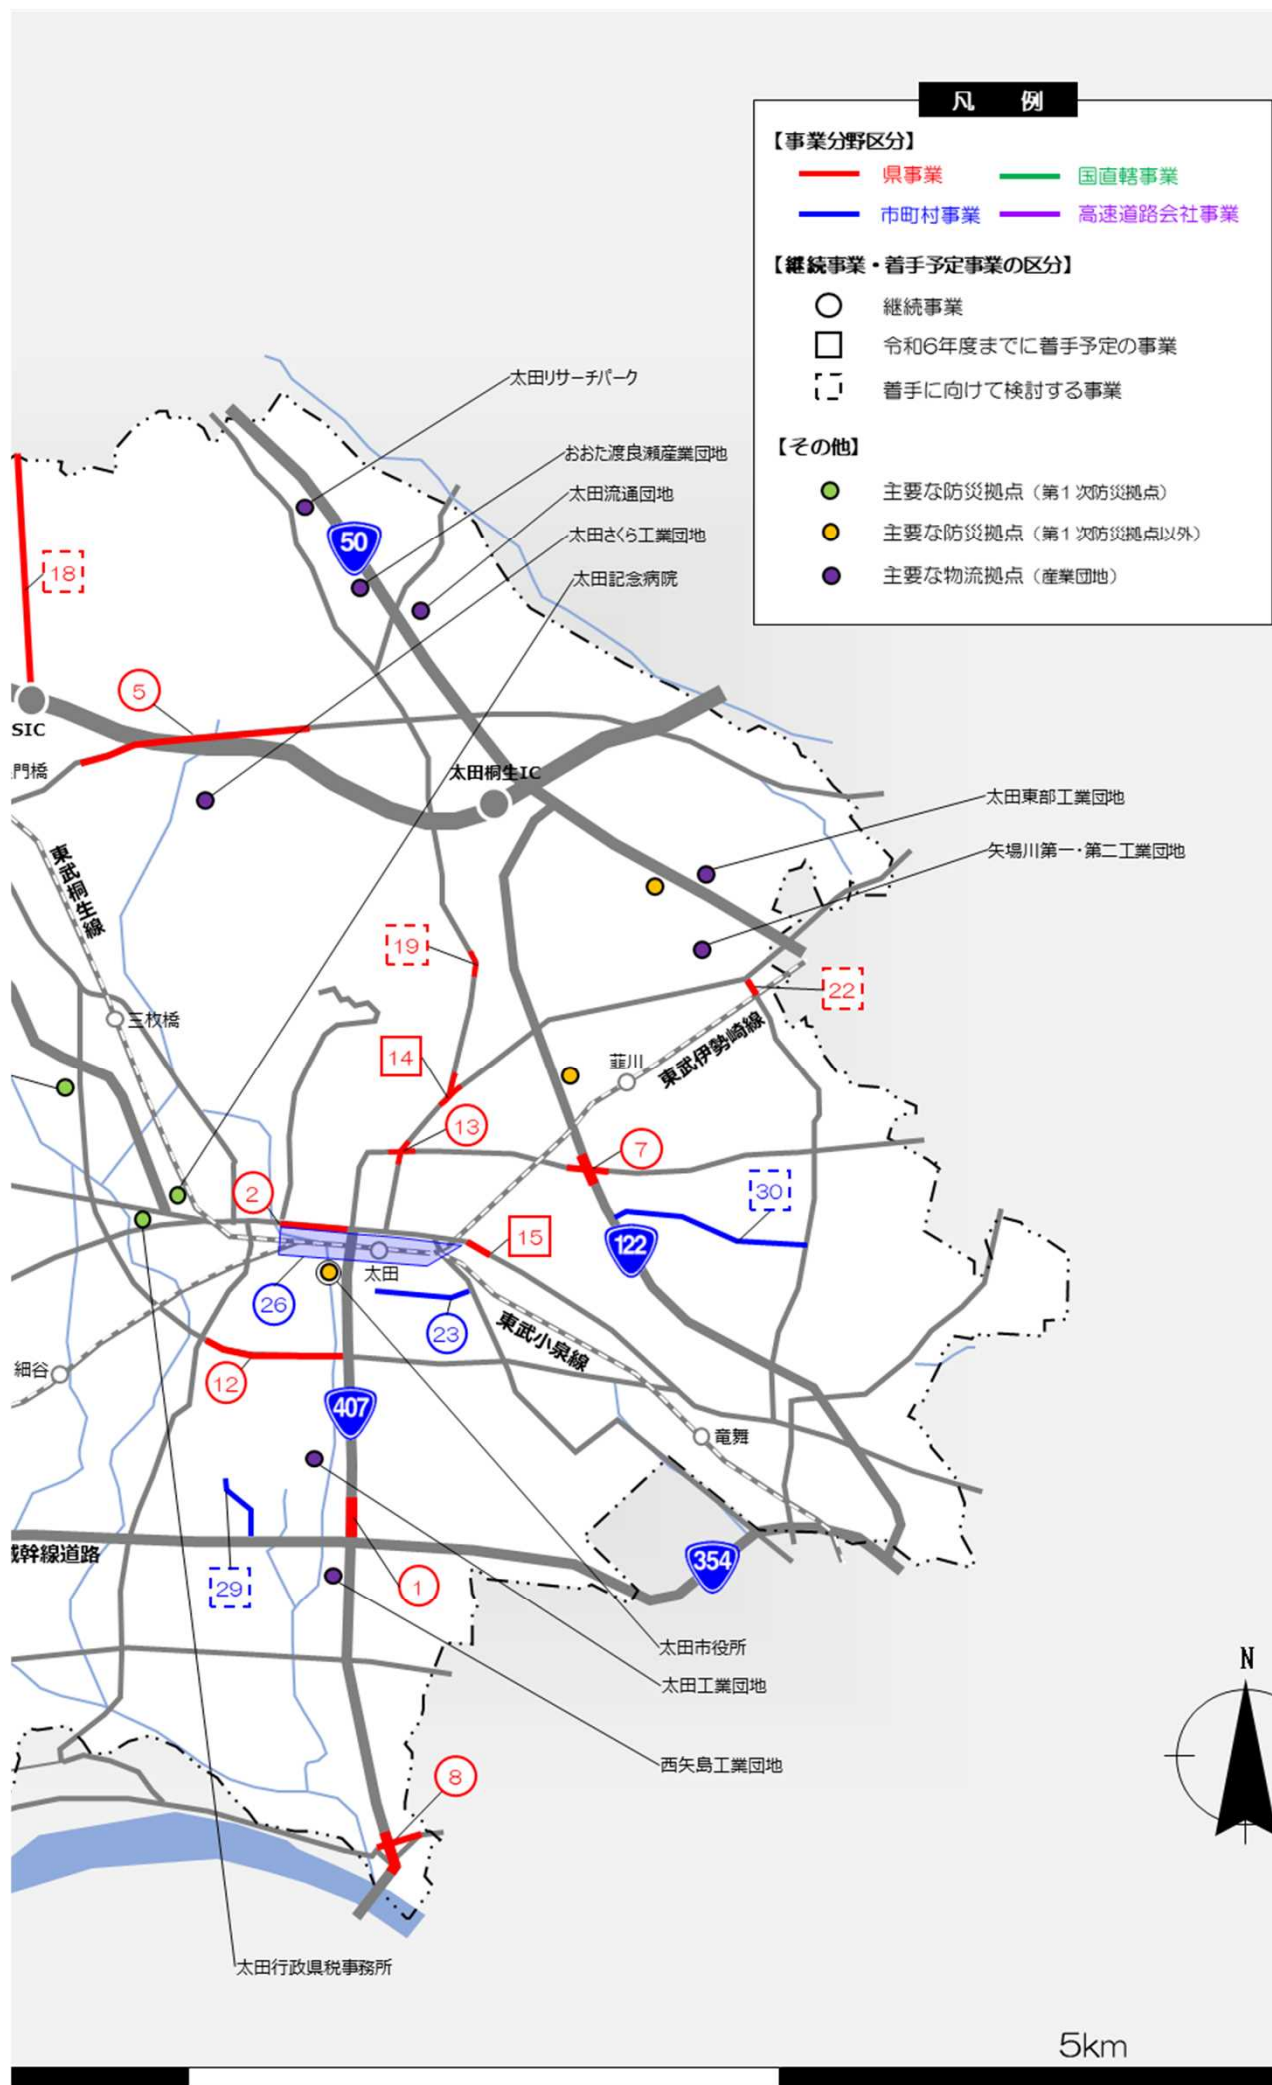 凡　例
【事業分野区分】
県事業
国直轄事業
市町村事業
高速道路会社事業
【継続事業・着手予定事業の区分】
継続事業
令和6年度までに着手予定の事業
着手に向けて検討する事業
【その他】
主要な防災拠点（第1次防災拠点）
主要な防災拠点（第1次防災拠点以外）
主要な物流拠点（産業団地）
太田リサーチパーク
おおた渡良瀬産業団地
太田流通団地
太田さくら工業団地
太田記念病院
50
18
5
SIC
門橋
太田桐生IC
太田東部工業団地
矢場川第一・第二工業団地
東武桐生線
19
22
三枚橋
14
韮川
東武伊勢崎線
13
7
2
30
15
122
太田
26
23
東武小泉線
細谷
12
407
竜舞
幹線道路
354
29
1
太田市役所
太田工業団地
N
西矢島工業団地
8
太田行政県税事務所
5km